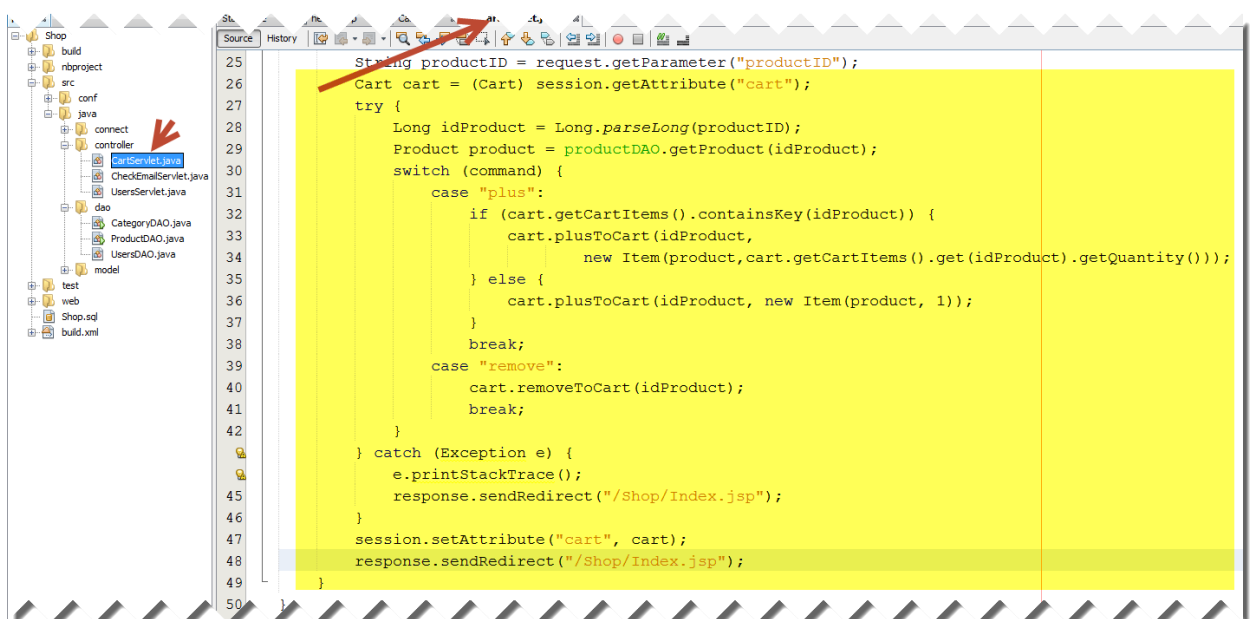 Shop
build
nbproject
src
conf
java
connect
controller
CartServlet.java
CheckEmailServlet.java
UsersServlet.java
dao
CategoryDAO.java
ProductDAO.java
UsersDAO.java
model
test
web
Shop.sql
build.xml
Source History
25 String productID = request.getParameter("productID");
26 Cart cart = (Cart) session.getAttribute("cart");
27 try {
28 Long idProduct = Long.parseLong(productID);
29 Product product = productDAO.getProduct(idProduct);
30 switch (command) {
31 case "plus":
32 if (cart.getCartItems().containsKey(idProduct)) {
33 cart.plusToCart(idProduct,
34 new Item(product,cart.getCartItems().get(idProduct).getQuantity()));
35 } else {
36 cart.plusToCart(idProduct, new Item(product, 1));
37 }
38 break;
39 case "remove":
40 cart.removeToCart(idProduct);
41 break;
42 }
} catch (Exception e) {
e.printStackTrace();
45 response.sendRedirect("/Shop/Index.jsp");
46 }
47 session.setAttribute("cart", cart);
48 response.sendRedirect("/Shop/Index.jsp");
49 }
50 }